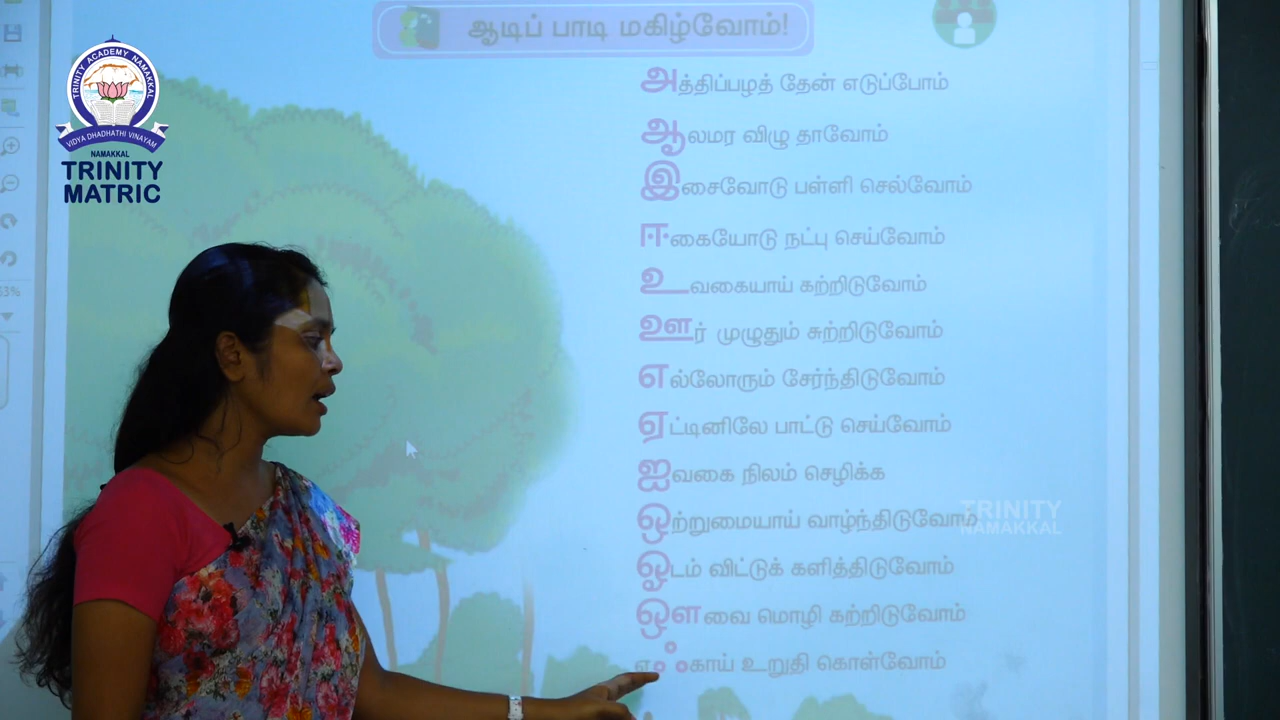 ஆடிப் பாடி மகிழ்வோம்!
TRINITY ACADEMY NAMAKKAL
VIDYA DHADHATHI VINAYAM
NAMAKKAL
TRINITY
MATRIC
அத்திப்பழத் தேன் எடுப்போம்
ஆலமர விழு தாவோம்
இசைவோடு பள்ளி செல்வோம்
ஈகையோடு நட்பு செய்வோம்
உவகையாய் கற்றிடுவோம்
ஊர் முழுதும் சுற்றிடுவோம்
எல்லோரும் சேர்ந்திடுவோம்
ஏட்டினிலே பாட்டு செய்வோம்
ஐவகை நிலம் செழிக்க
ஒற்றுமையாய் வாழ்ந்திடுவோம்
ஓடம் விட்டுக் களித்திடுவோம்
ஔவை மொழி கற்றிடுவோம்
எஃகாய் உறுதி கொள்வோம்
TRINITY
NAMAKKAL